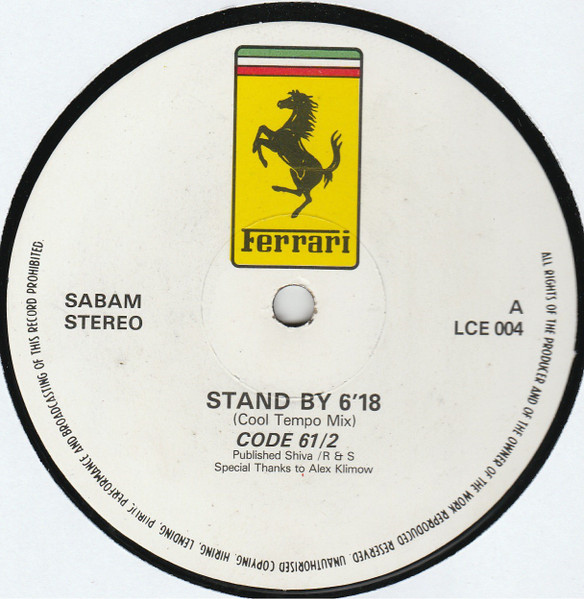 Ferrari
SABAM
STEREO
A
LCE 004
STAND BY 6'18
(Cool Tempo Mix)
CODE 61/2
Published Shiva /R & S
Special Thanks to Alex Klimow
ALL RIGHTS OF THE PRODUCER AND OF THE OWNER OF THE WORK REPRODUCED RESERVED. UNAUTHORISED COPYING, HIRING, LENDING, PUBLIC PERFORMANCE AND BROADCASTING OF THIS RECORD PROHIBITED.